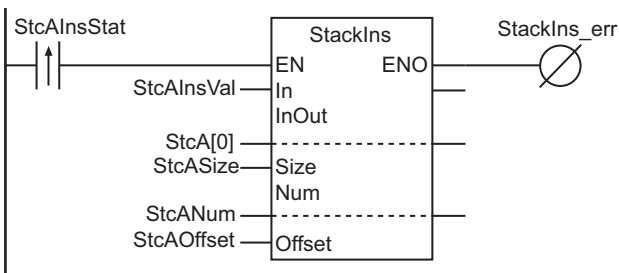 StcAInsStat
StackIns
StackIns_err
EN ENO
StcAInsVal In
InOut
StcA[0]
StcASize Size
Num
StcANum
StcAOffset Offset